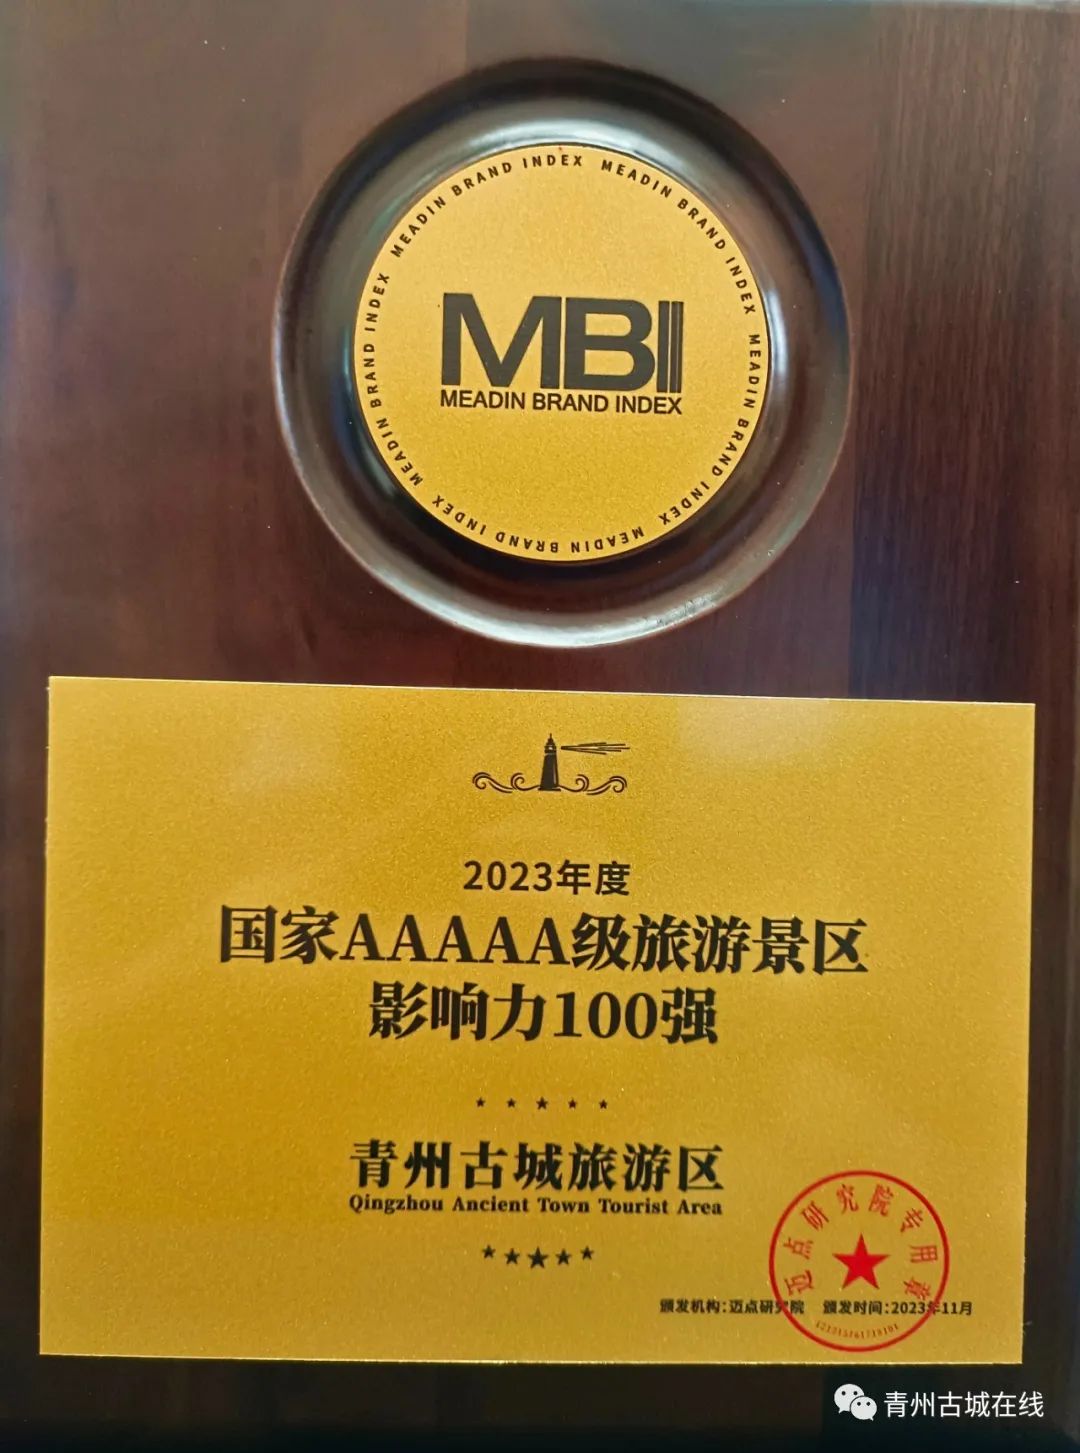 MEADIN BRAND INDEX MEADIN BRAND INDEX MEADIN BRAND INDEX MEADIN BRAND INDEX MEADIN BRAND INDEX
MBI
MEADIN BRAND INDEX
2023年度
国家AAAAA级旅游景区
影响力100强
青州古城旅游区
Qingzhou Ancient Town Tourist Area
迈点研究院专用章
颁发机构:迈点研究院 颁发时间:2023年11月
青州古城在线